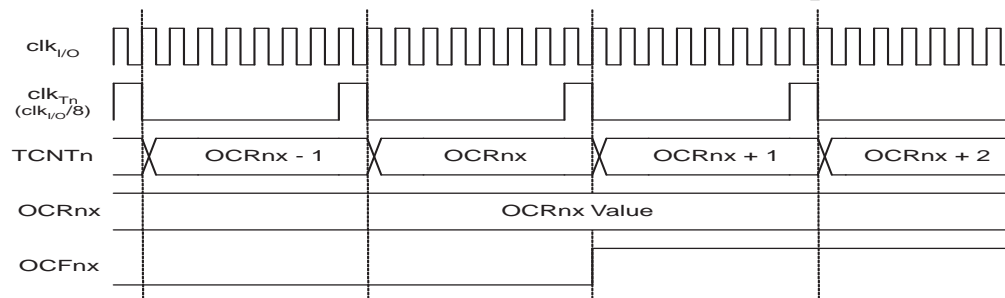 clkI/O
clkTn
(clkI/O/8)
TCNTn
OCRnx - 1
OCRnx
OCRnx + 1
OCRnx + 2
OCRnx
OCRnx Value
OCFnx